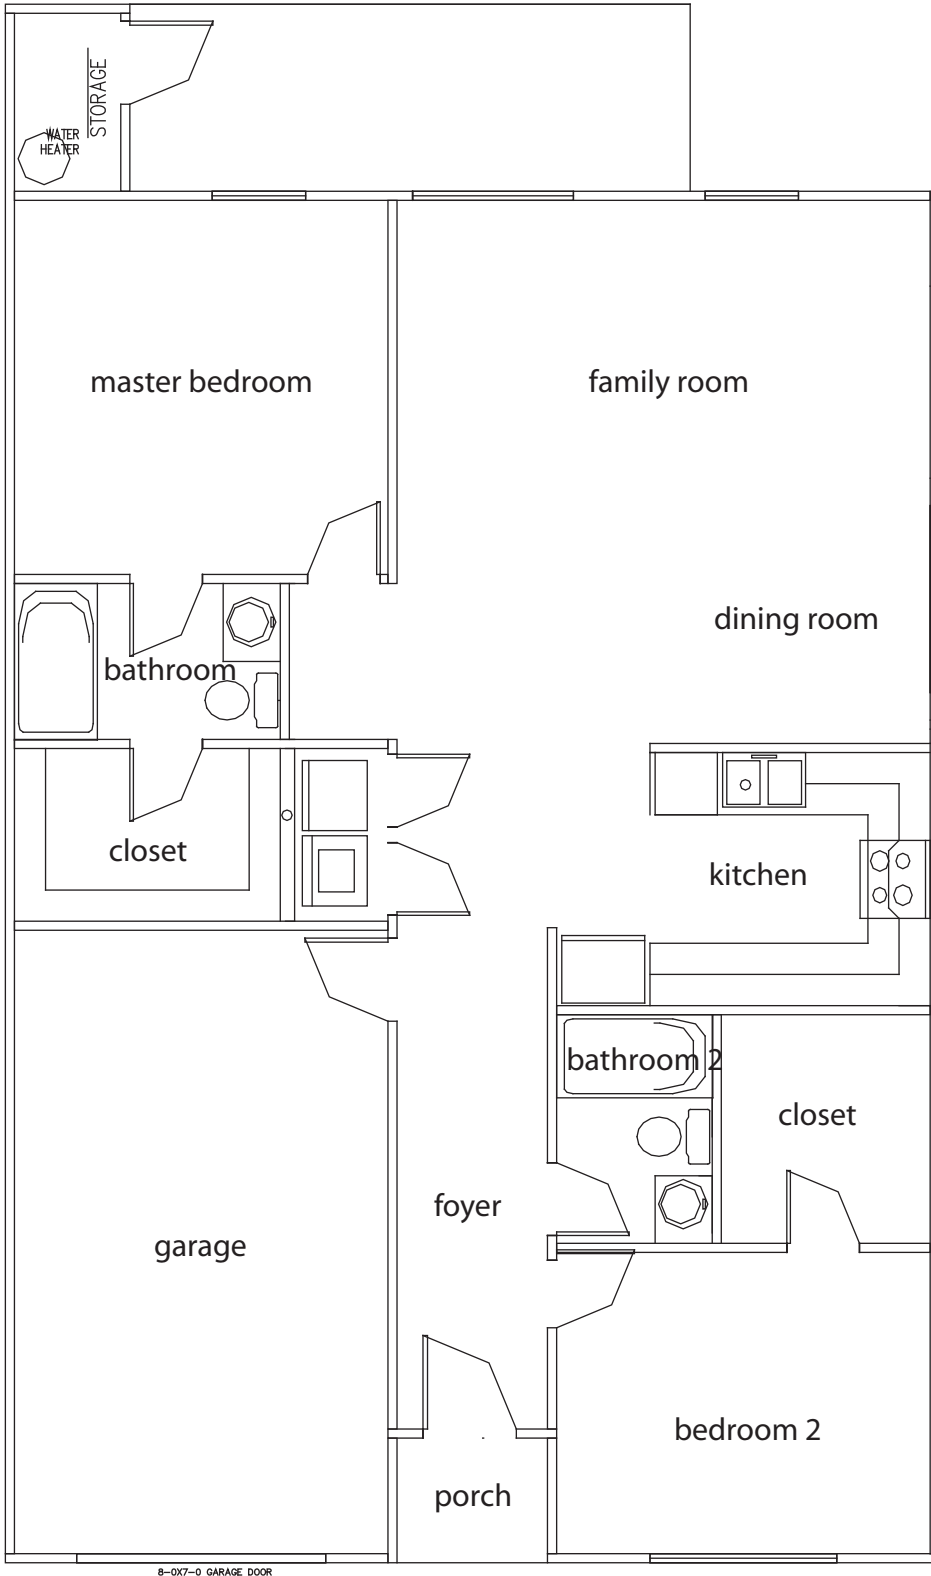 STORAGE
WATER
HEATER
master bedroom
family room
dining room
bathroom
closet
kitchen
bathroom 2
closet
foyer
garage
bedroom 2
porch
8-0X7-0 GARAGE DOOR